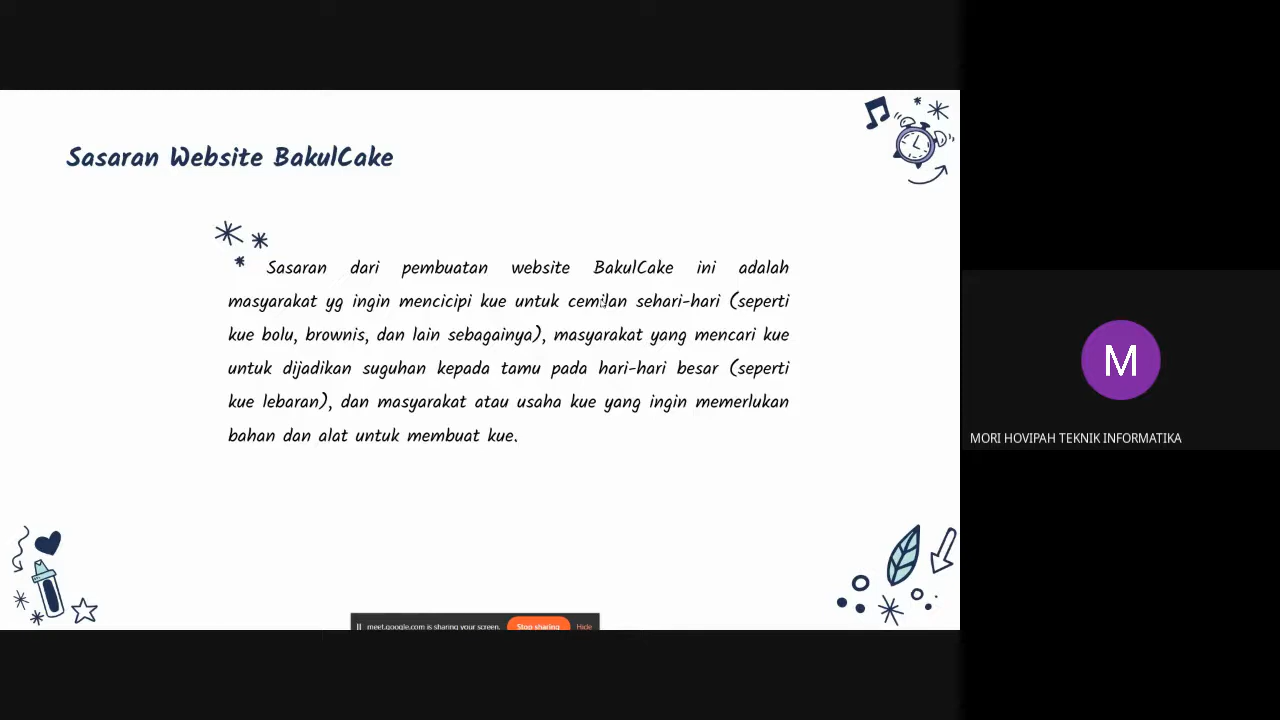 Sasaran Website BakulCake
Sasaran dari pembuatan website BakulCake ini adalah
masyarakat yg ingin mencicipi kue untuk cemilan sehari-hari (seperti
kue bolu, brownis, dan lain sebagainya), masyarakat yang mencari kue
untuk dijadikan suguhan kepada tamu pada hari-hari besar (seperti
kue lebaran), dan masyarakat atau usaha kue yang ingin memerlukan
bahan dan alat untuk membuat kue.
meet.google.com is sharing your screen. Stop sharing Hide
M
MORI HOVIPAH TEKNIK INFORMATIKA